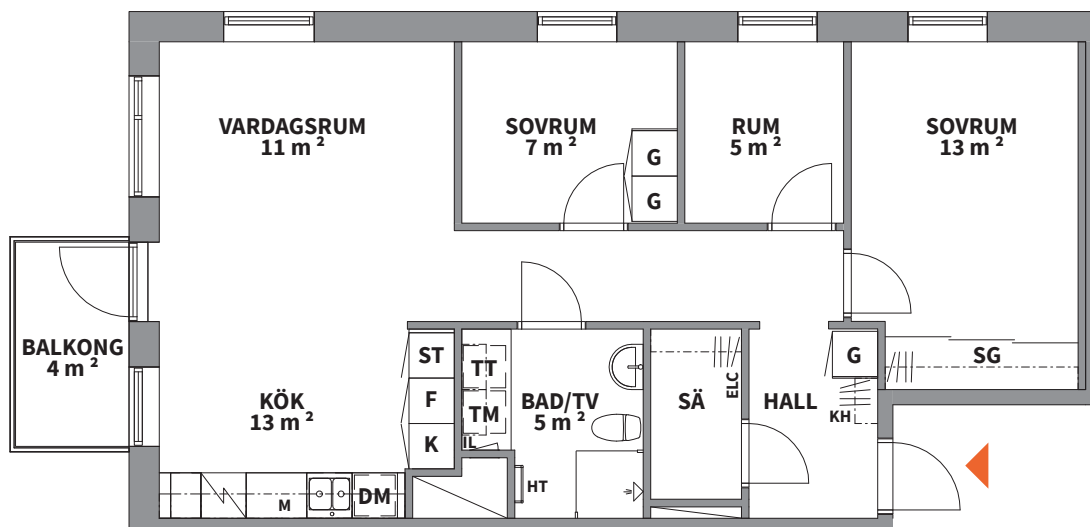 VARDAGSRUM
11 m²
SOVRUM
7 m²
G
G
RUM
5 m²
SOVRUM
13 m²
BALKONG
4 m²
KÖK
13 m²
ST
F
K
TT
TM
IL
BAD/TV
5 m²
HT
M
DM
SÄ
ELC
HALL
G
KH
SG